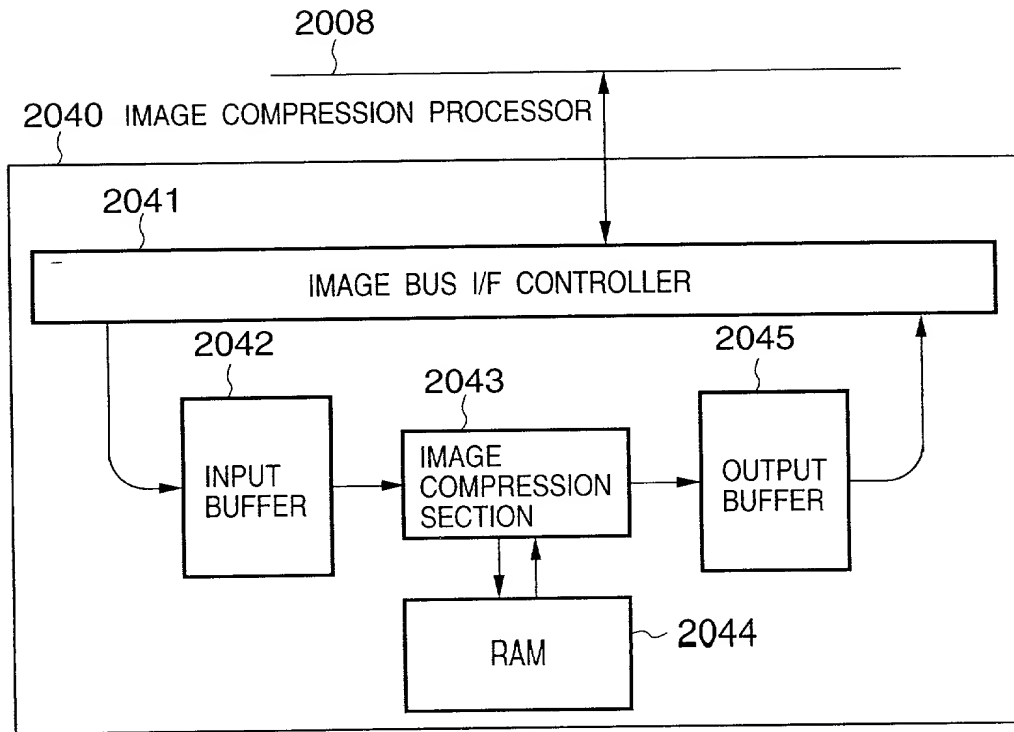 2008
2040 IMAGE COMPRESSION PROCESSOR
2041
IMAGE BUS I/F CONTROLLER
2042
2043
2045
INPUT
BUFFER
IMAGE
COMPRESSION
SECTION
OUTPUT
BUFFER
RAM
2044